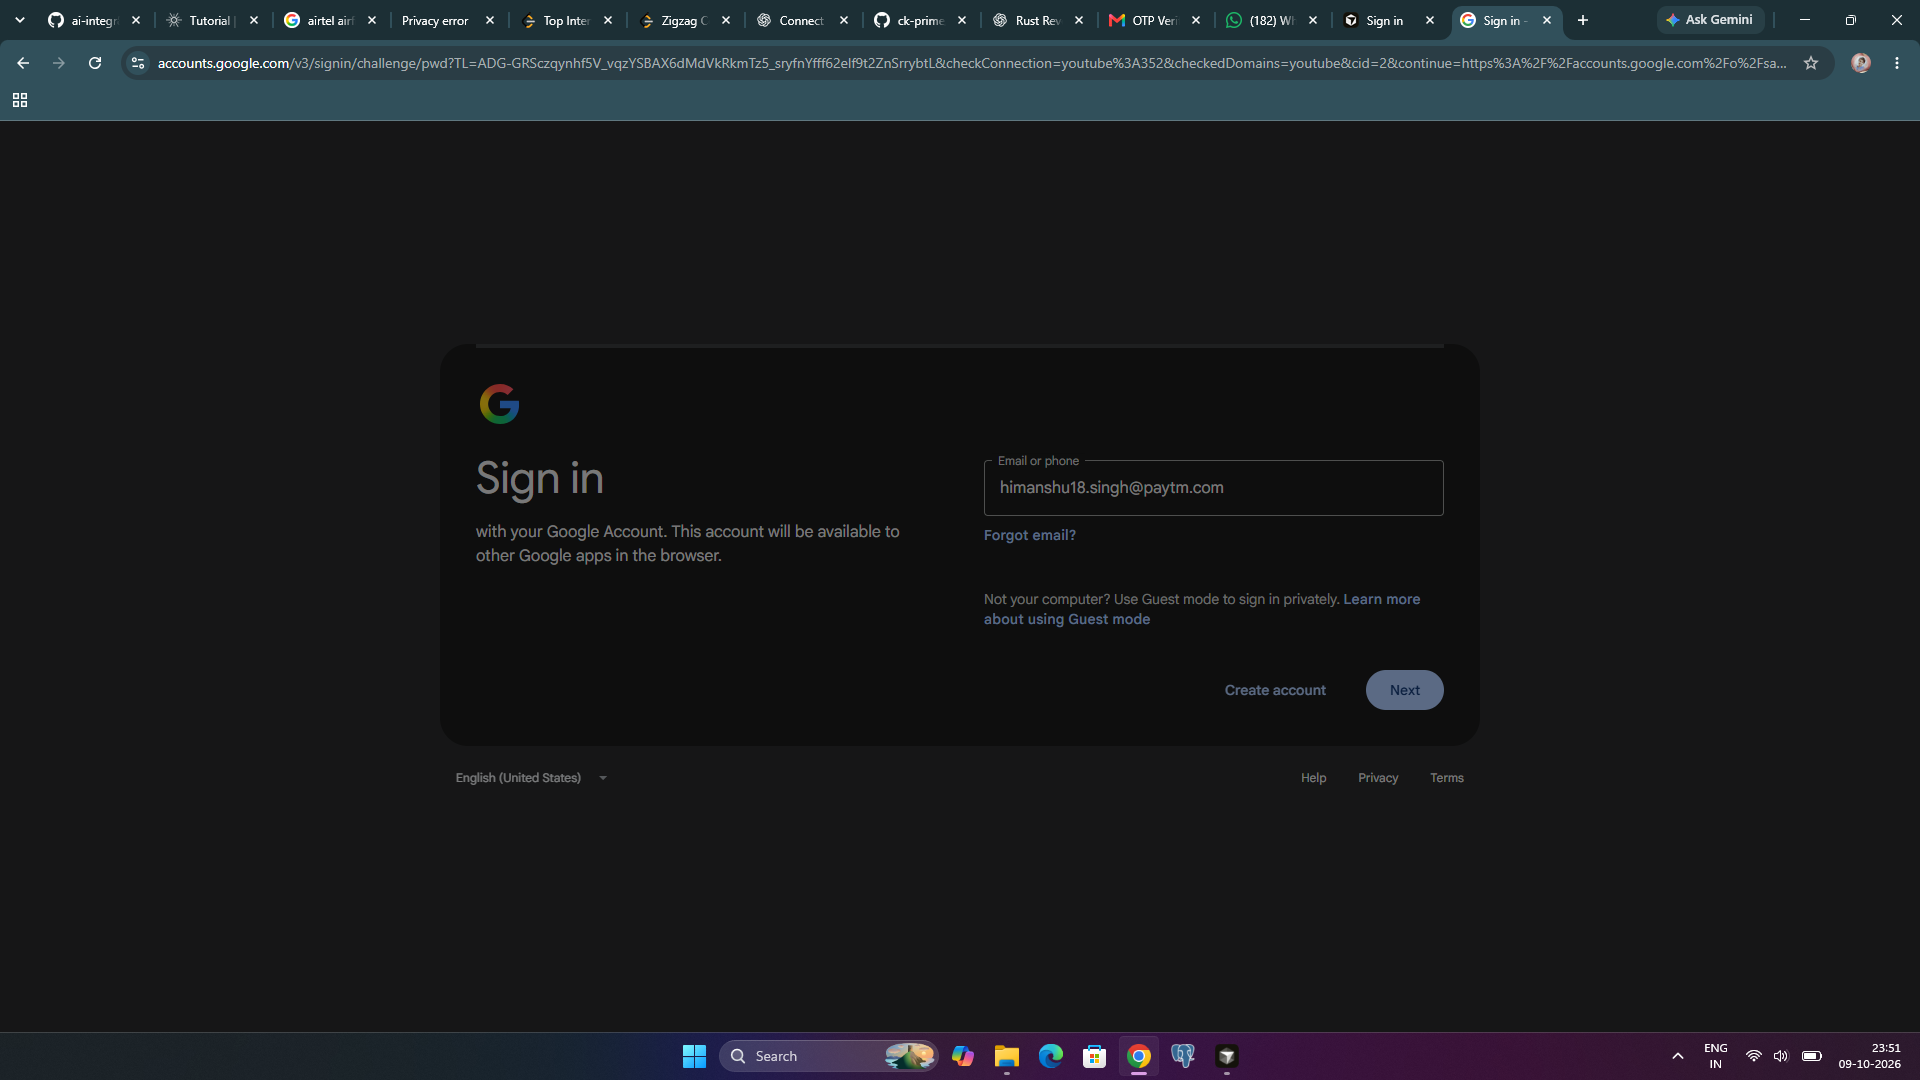 ai-integr
Tutorial
airtel airf
Privacy error
Top Inter
Zigzag C
Connect
ck-prime
Rust Rev
OTP Veri
(182) Wh
Sign in
Sign in -
Ask Gemini
accounts.google.com/v3/signin/challenge/pwd?TL=ADG-GRSczqynhf5V_vqzYSBAX6dMdVkRkmTz5_sryfnYfff62elf9t2ZnSrrybtL&checkConnection=youtube%3A352&checkedDomains=youtube&cid=2&continue=https%3A%2F%2Faccounts.google.com%2Fo%2Fsa...
Sign in
with your Google Account. This account will be available to
other Google apps in the browser.
Email or phone
himanshu18.singh@paytm.com
Forgot email?
Not your computer? Use Guest mode to sign in privately. Learn more
about using Guest mode
Create account
Next
English (United States)
Help
Privacy
Terms
Search
ENG
IN
23:51
09-10-2026